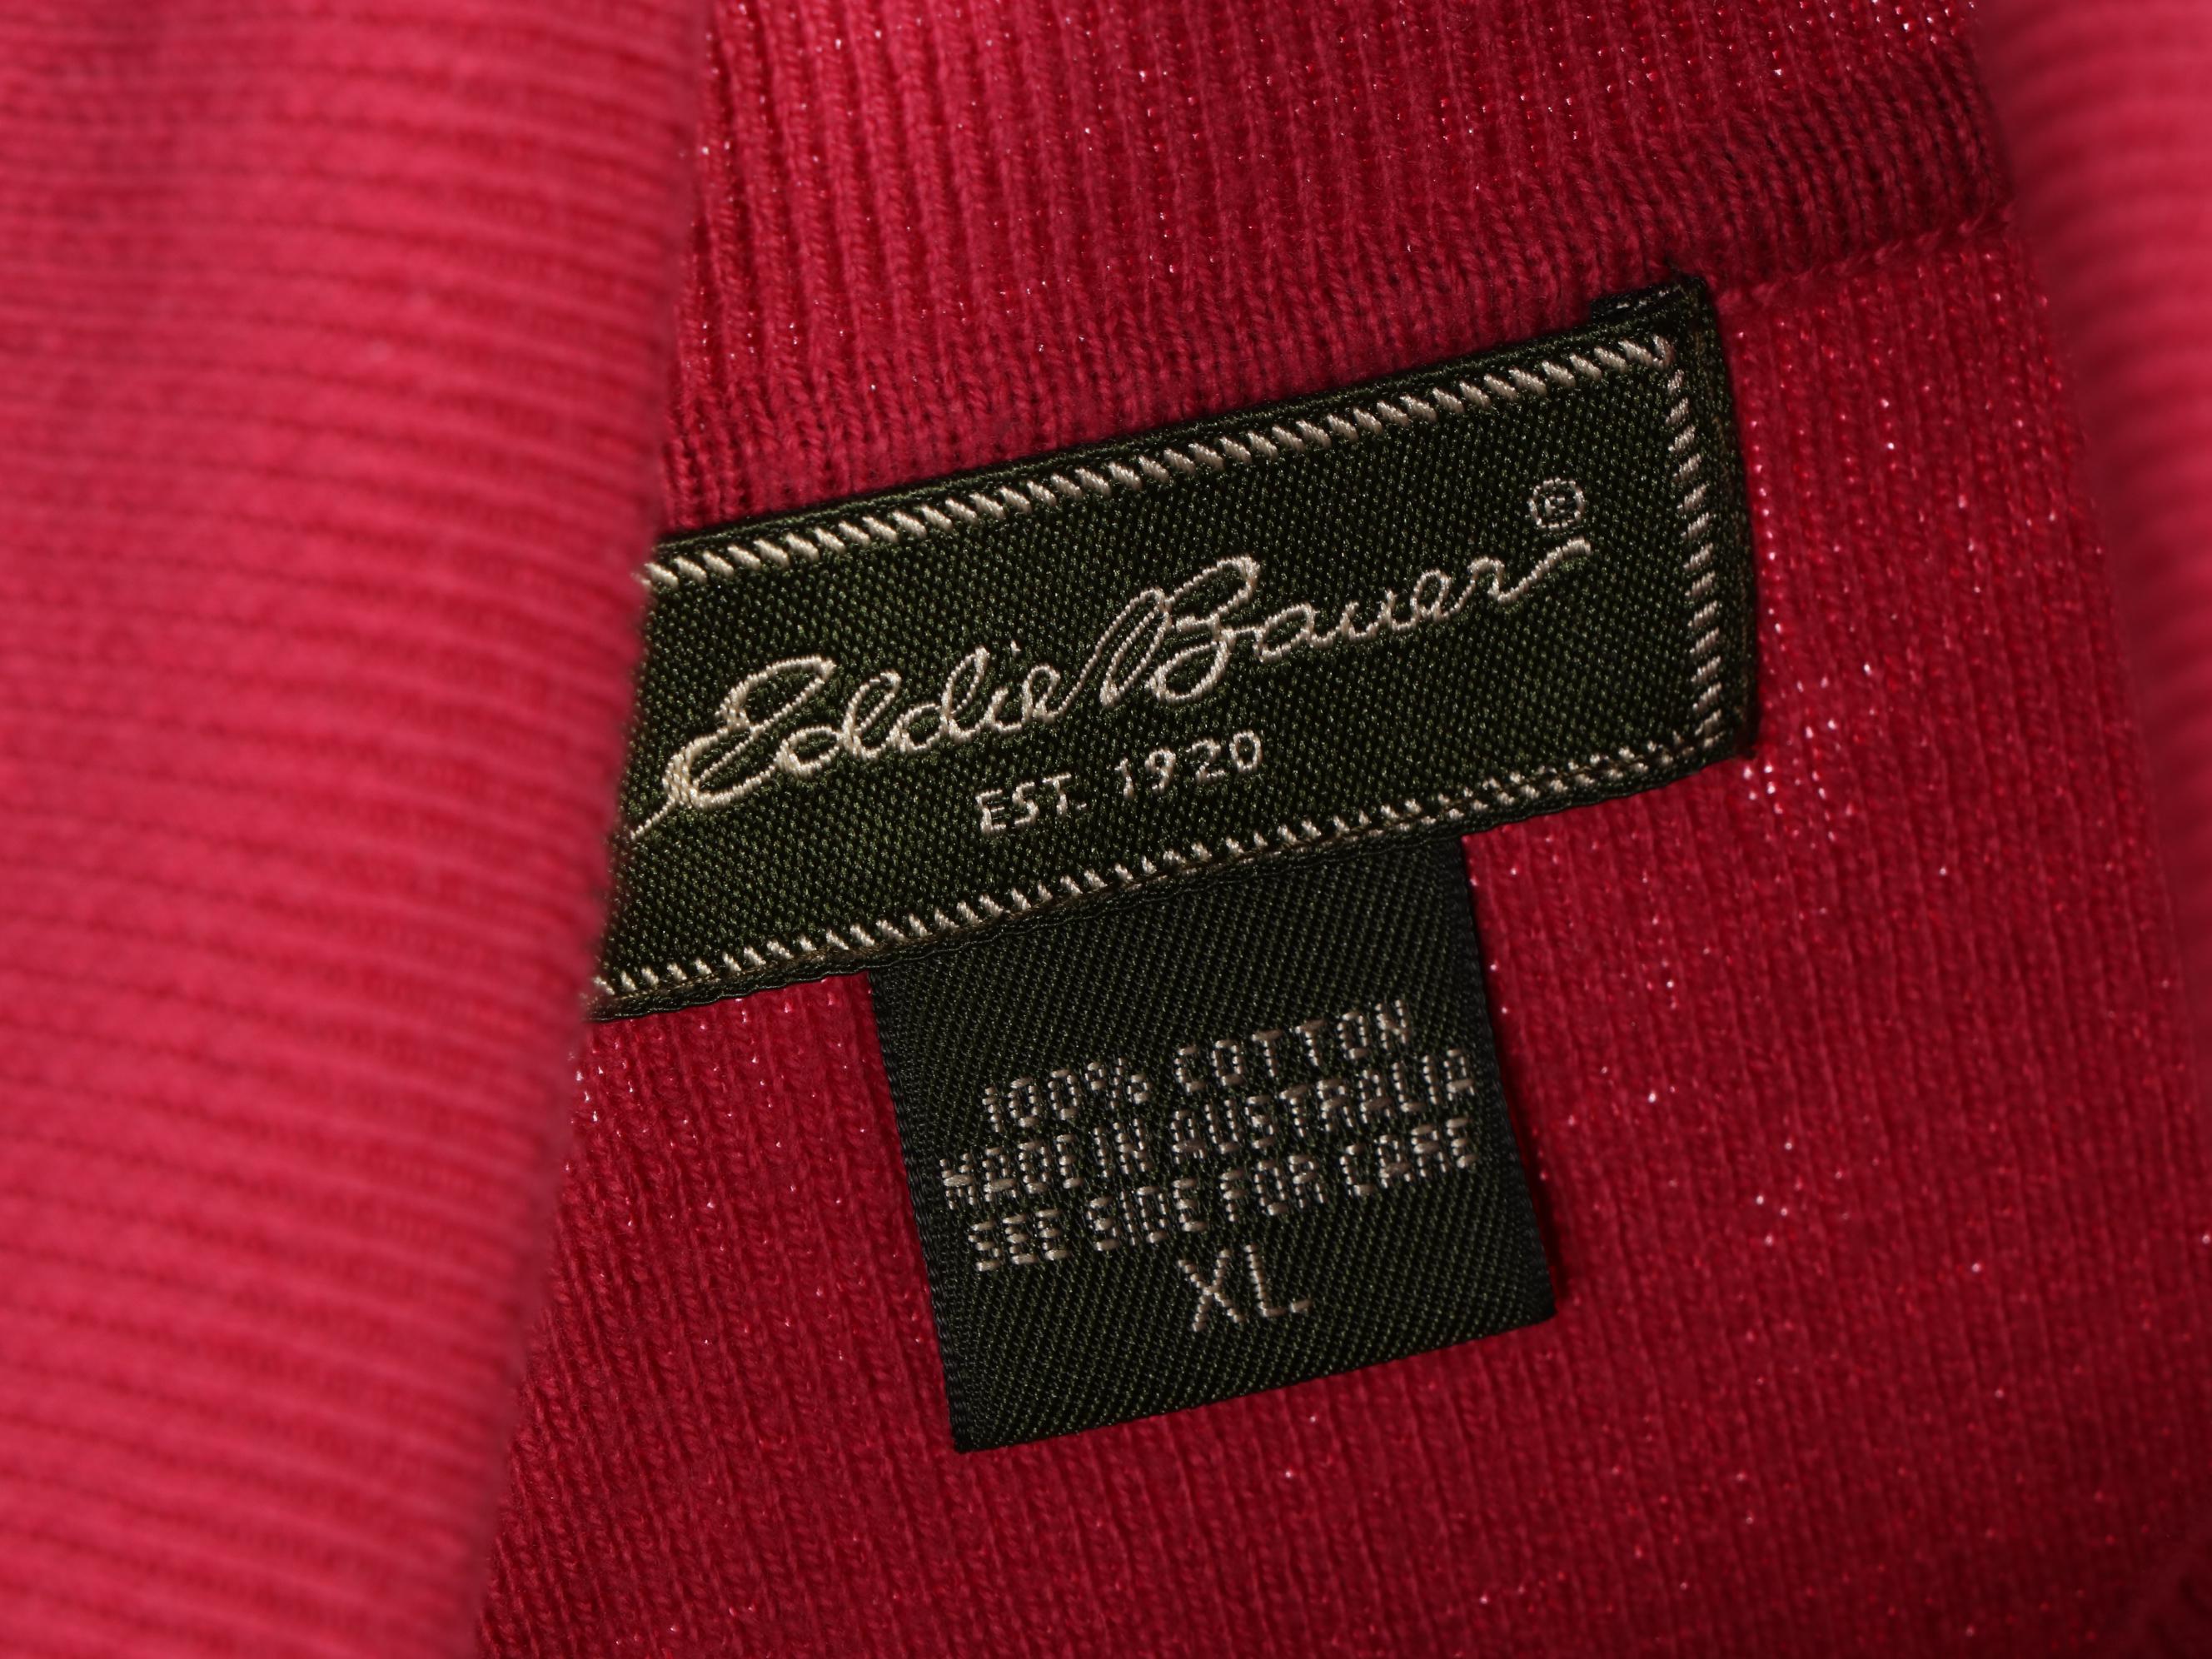 Eddie Bauer®
EST. 1920
100% COTTON
MADE IN AUSTRALIA
SEE SIDE FOR CARE
XL